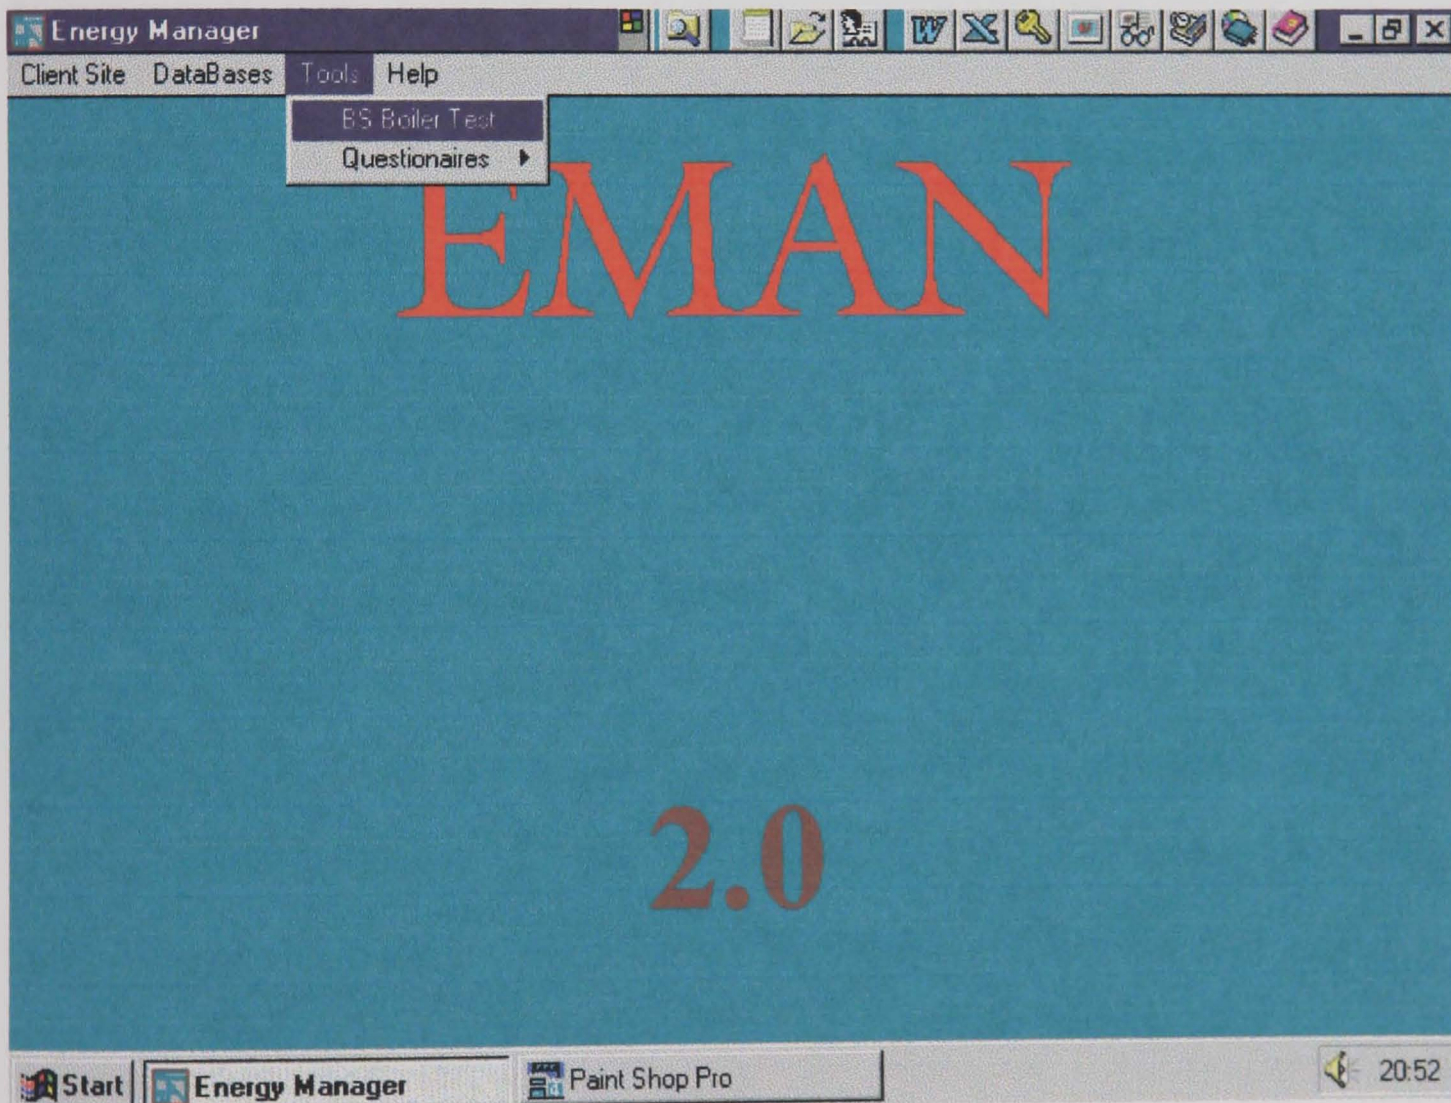 Energy Manager
Client Site DataBases Tools Help
BS Boiler Test
Questionaires
EMAN
2.0
Start Energy Manager Paint Shop Pro 20:52